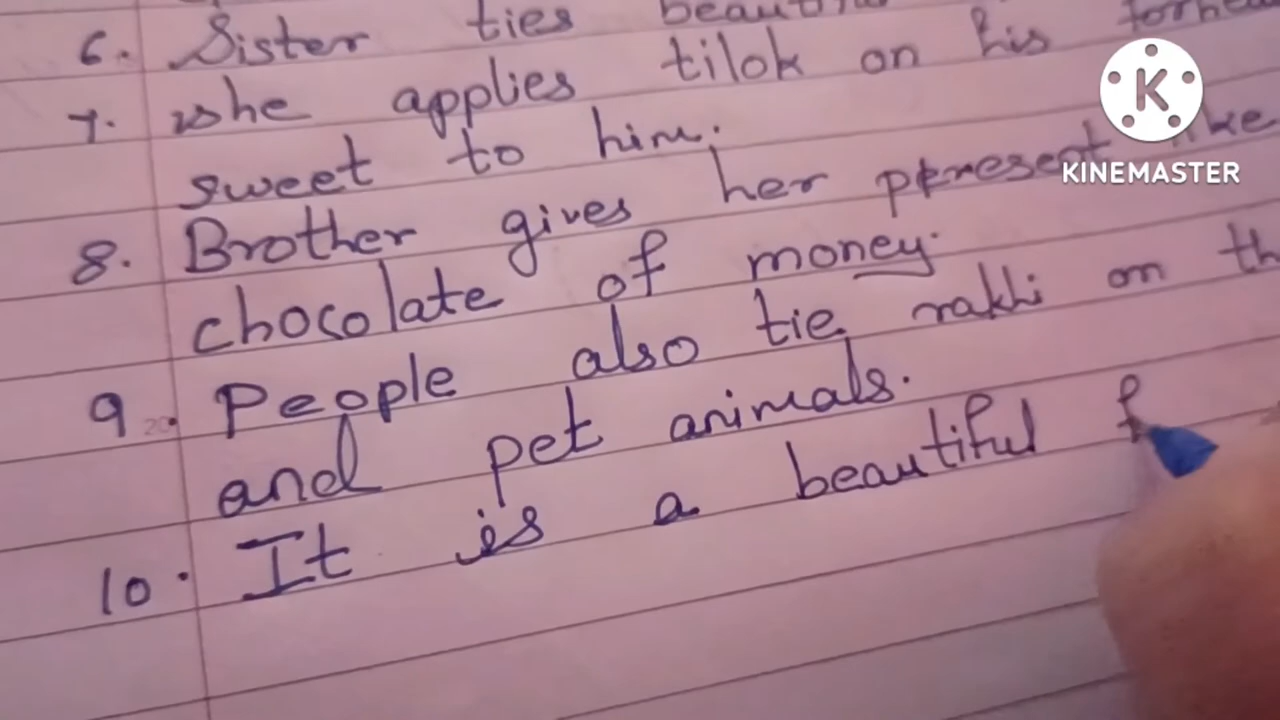 6. Sister ties
7. she applies tilok on his
sweet to him.
8. Brother gives her present
chocolate of money.
9. People also tie rakhi on
and pet animals.
10. It is a beautiful f
KINEMASTER